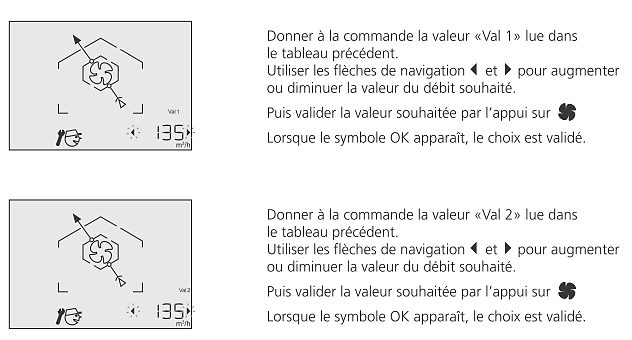 Val 1
135
m³/h
Donner à la commande la valeur «Val 1» lue dans
le tableau précédent.
Utiliser les flèches de navigation et pour augmenter
ou diminuer la valeur du débit souhaité.
Puis valider la valeur souhaitée par l'appui sur
Lorsque le symbole OK apparaît, le choix est validé.
Val 2
135
m³/h
Donner à la commande la valeur «Val 2» lue dans
le tableau précédent.
Utiliser les flèches de navigation et pour augmenter
ou diminuer la valeur du débit souhaité.
Puis valider la valeur souhaitée par l'appui sur
Lorsque le symbole OK apparaît, le choix est validé.